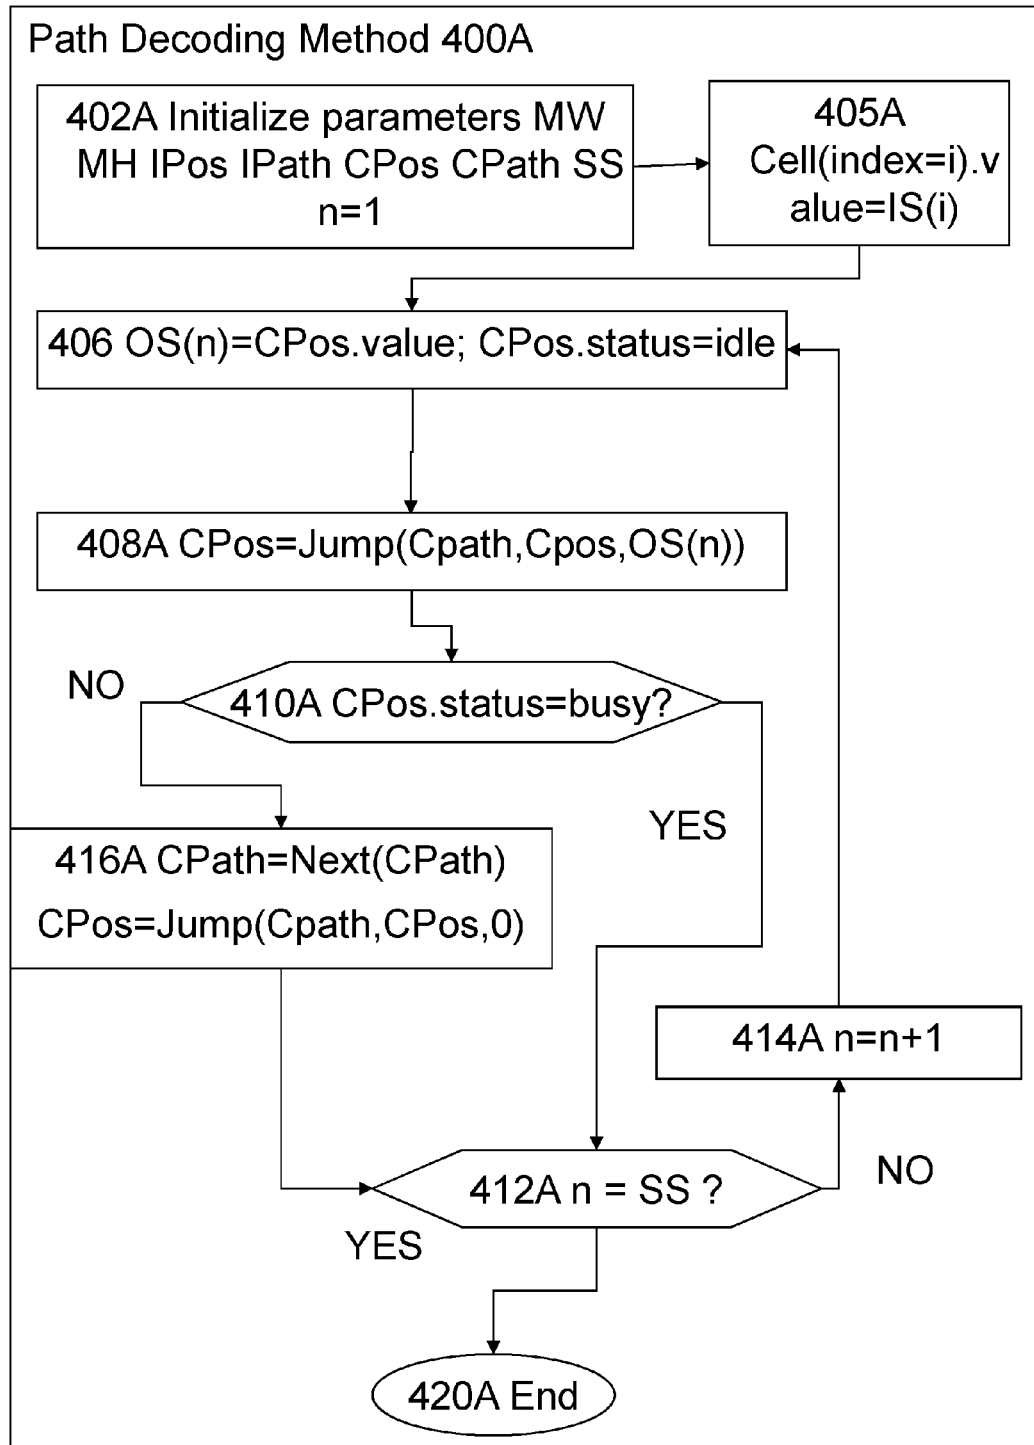 Path Decoding Method 400A
402A Initialize parameters MW
MH IPos IPath CPos CPath SS
n=1
405A
Cell(index=i).v
alue=IS(i)
406 OS(n)=CPos.value; CPos.status=idle
408A CPos=Jump(Cpath,Cpos,OS(n))
NO
410A CPos.status=busy?
YES
416A CPath=Next(CPath)
CPos=Jump(Cpath,CPos,0)
414A n=n+1
412A n = SS ?
NO
YES
420A End